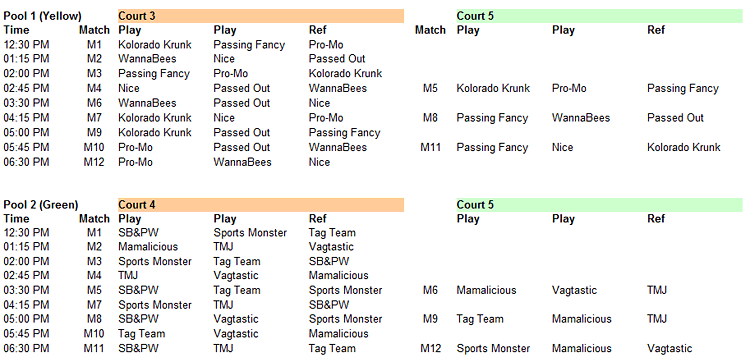 Pool 1 (Yellow) Court 3 Court 5
Time Match Play Play Ref Match Play Play Ref
12:30 PM M1 Kolorado Krunk Passing Fancy Pro-Mo
01:15 PM M2 WannaBees Nice Passed Out
02:00 PM M3 Passing Fancy Pro-Mo Kolorado Krunk
02:45 PM M4 Nice Passed Out WannaBees M5 Kolorado Krunk Pro-Mo Passing Fancy
03:30 PM M6 WannaBees Passed Out Nice
04:15 PM M7 Kolorado Krunk Nice Pro-Mo M8 Passing Fancy WannaBees Passed Out
05:00 PM M9 Kolorado Krunk Passed Out Passing Fancy
05:45 PM M10 Pro-Mo Passed Out WannaBees M11 Passing Fancy Nice Kolorado Krunk
06:30 PM M12 Pro-Mo WannaBees Nice
Pool 2 (Green) Court 4 Court 5
Time Match Play Play Ref Play Play Ref
12:30 PM M1 SB&PW Sports Monster Tag Team
01:15 PM M2 Mamalicious TMJ Vagtastic
02:00 PM M3 Sports Monster Tag Team SB&PW
02:45 PM M4 TMJ Vagtastic Mamalicious
03:30 PM M5 SB&PW Tag Team Sports Monster M6 Mamalicious Vagtastic TMJ
04:15 PM M7 Sports Monster TMJ SB&PW
05:00 PM M8 SB&PW Vagtastic Sports Monster M9 Tag Team Mamalicious TMJ
05:45 PM M10 Tag Team Vagtastic Mamalicious
06:30 PM M11 SB&PW TMJ Tag Team M12 Sports Monster Mamalicious Vagtastic